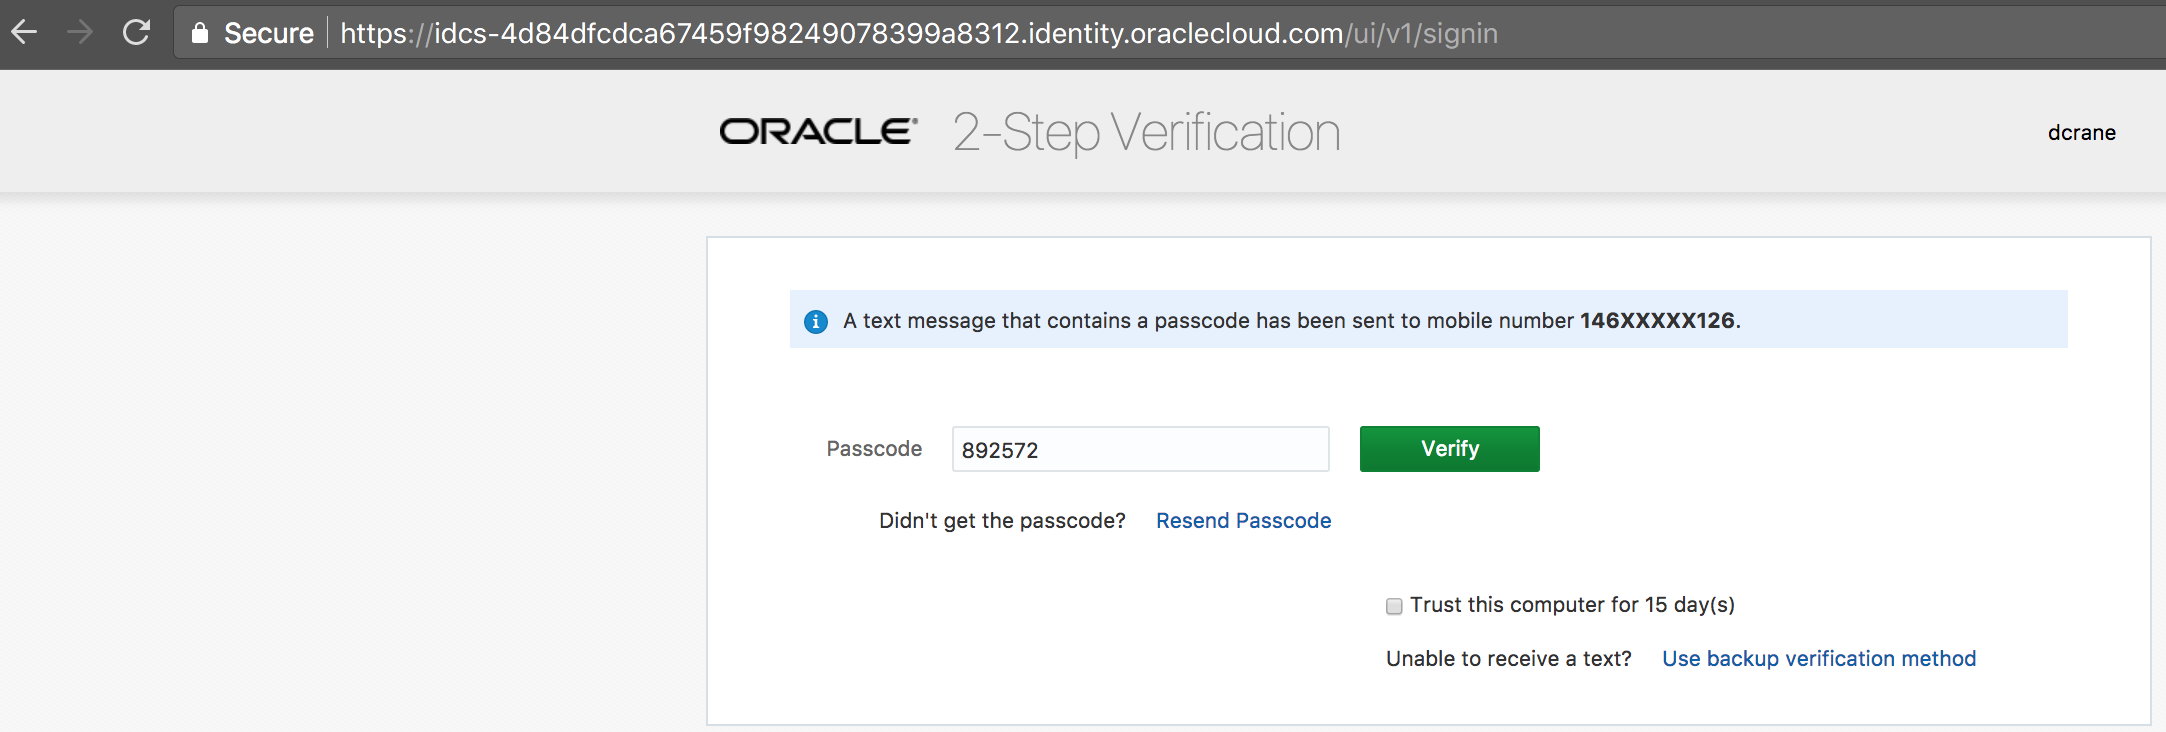 Secure https://idcs-4d84dfcdca67459f98249078399a8312.identity.oraclecloud.com/ui/v1/signin
ORACLE® 2-Step Verification dcrane
A text message that contains a passcode has been sent to mobile number 146XXXXX126.
Passcode 892572 Verify
Didn't get the passcode? Resend Passcode
Trust this computer for 15 day(s)
Unable to receive a text? Use backup verification method